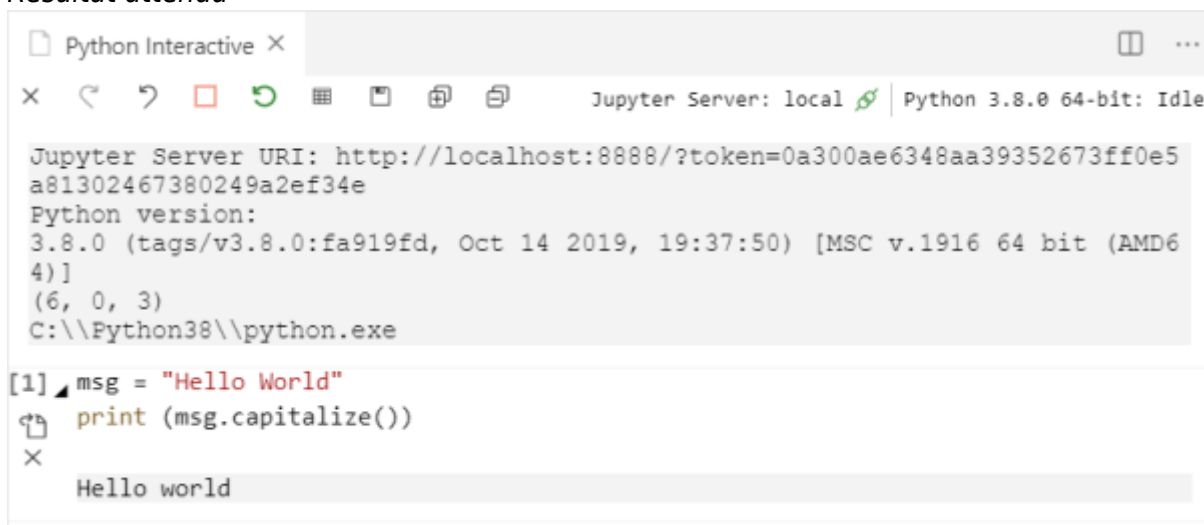 Résultat attendu
Python Interactive ×
Jupyter Server: local | Python 3.8.0 64-bit: Idle
Jupyter Server URI: http://localhost:8888/?token=0a300ae6348aa39352673ff0e5
a81302467380249a2ef34e
Python version:
3.8.0 (tags/v3.8.0:fa919fd, Oct 14 2019, 19:37:50) [MSC v.1916 64 bit (AMD6
4)]
(6, 0, 3)
C:\\Python38\\python.exe
[1] msg = "Hello World"
print (msg.capitalize())
Hello world